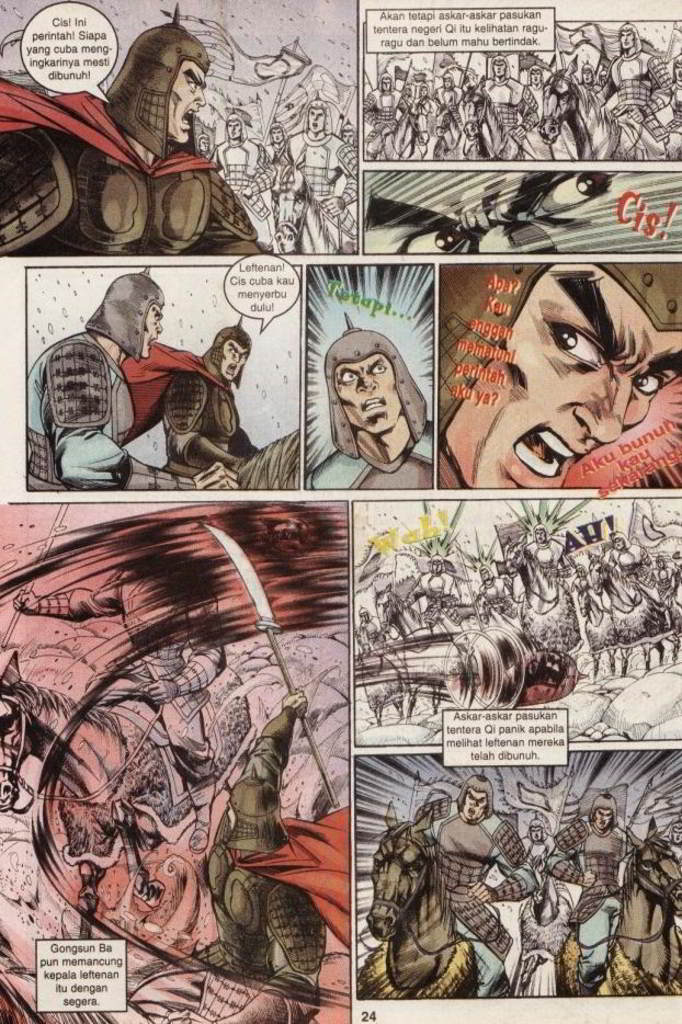 Cis! Ini
perintah! Siapa
yang cuba meng-
ingkarinya mesti
dibunuh!
Akan tetapi askar-askar pasukan
tentera negeri Qi itu kelihatan ragu-
ragu dan belum mahu bertindak.
Cis!
Leftenan!
Cis cuba kau
menyerbu
dulu!
Tetapi...
Apa?
Kau
enggan
mematuhi
perintah
aku ya?
Aku bunuh
kau
sekarang!
Gongsun Ba
pun memancung
kepala leftenan
itu dengan
segera.
Wah!
AH!
Askar-askar pasukan
tentera Qi panik apabila
melihat leftenan mereka
telah dibunuh.
24